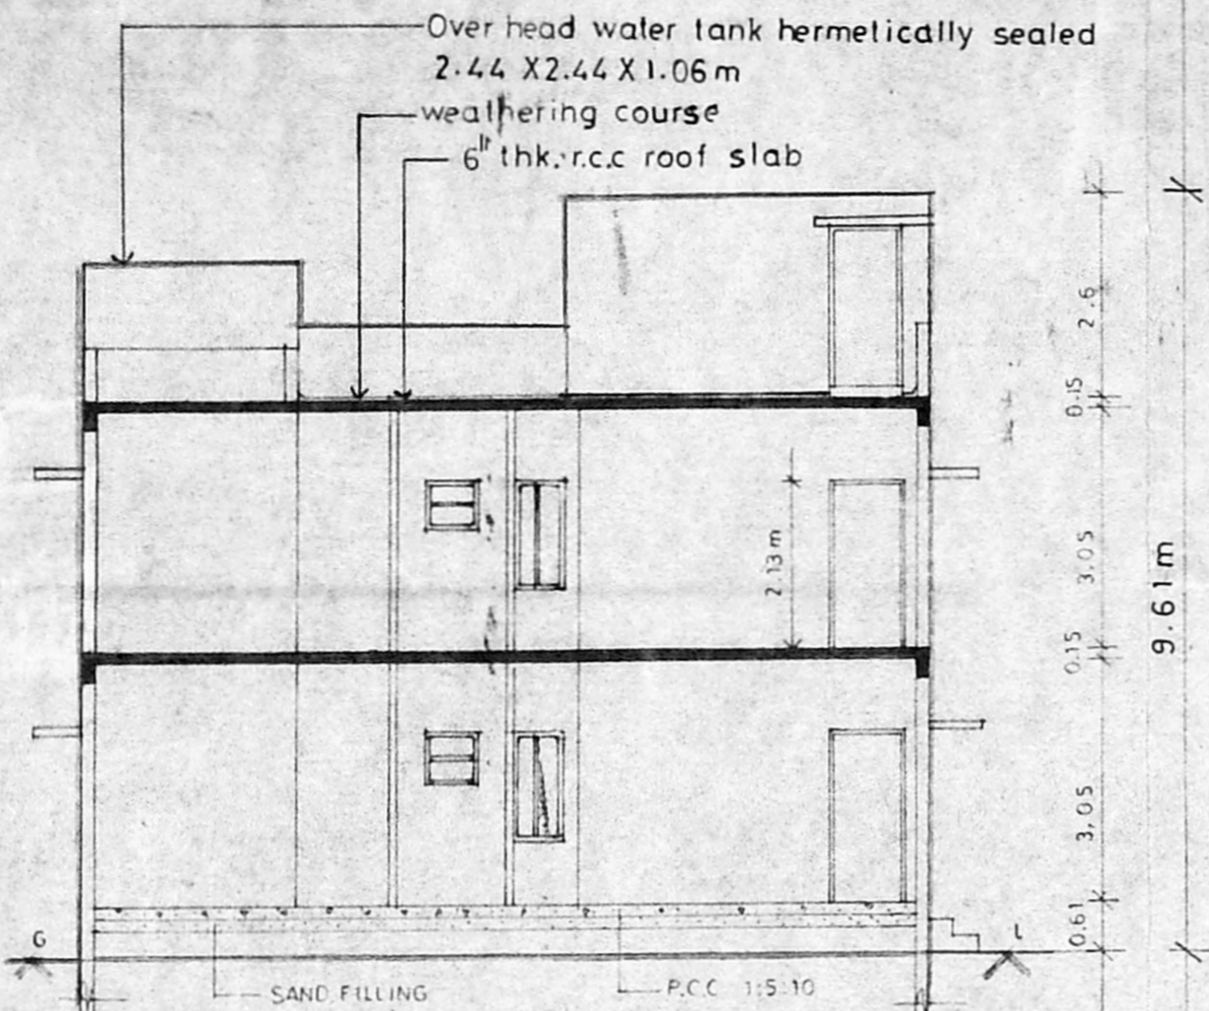 Over head water tank hermetically sealed
2.44 X 2.44 X 1.06 m
weathering course
6" thk. r.c.c roof slab
2.6
0.15
2.13 m
3.05
9.61 m
0.15
3.05
0.61
G
L
SAND FILLING
P.C.C 1:5:10